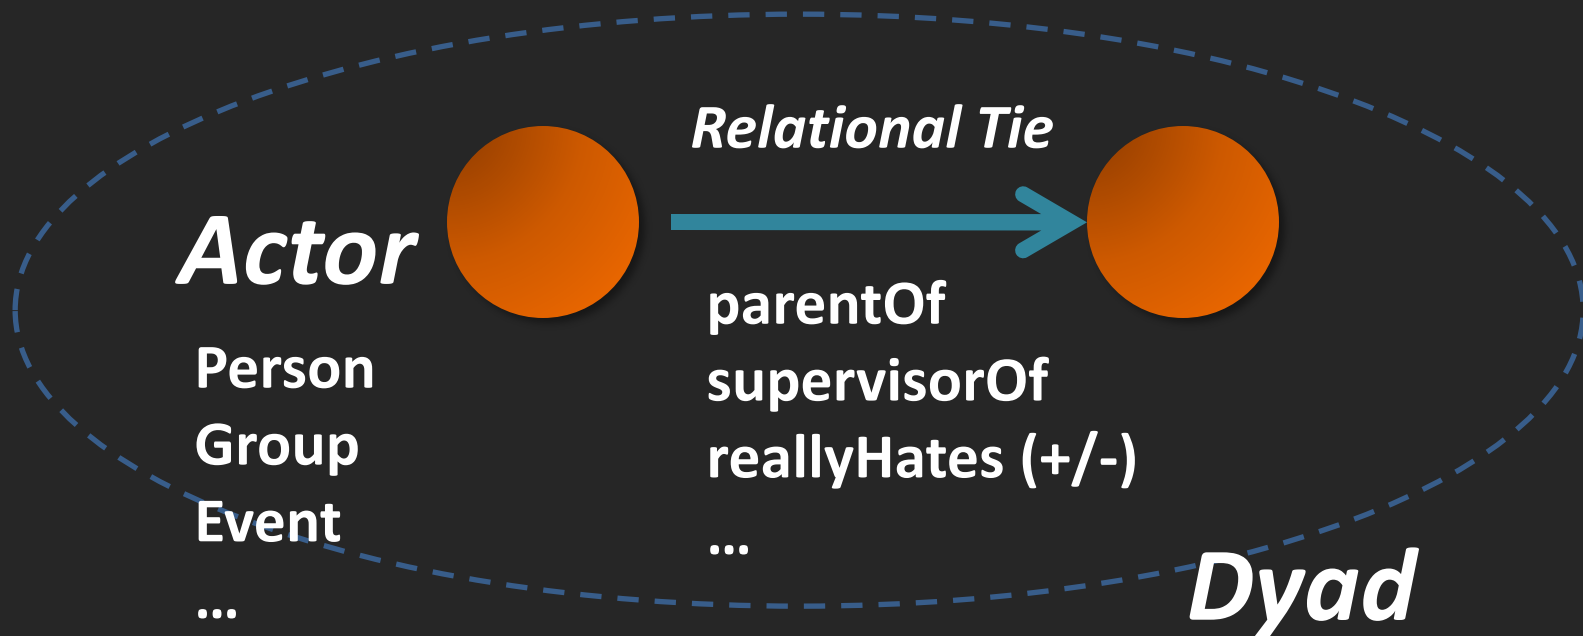 Relational Tie
Actor
Person
Group
Event
…
parentOf
supervisorOf
reallyHates (+/-)
…
Dyad